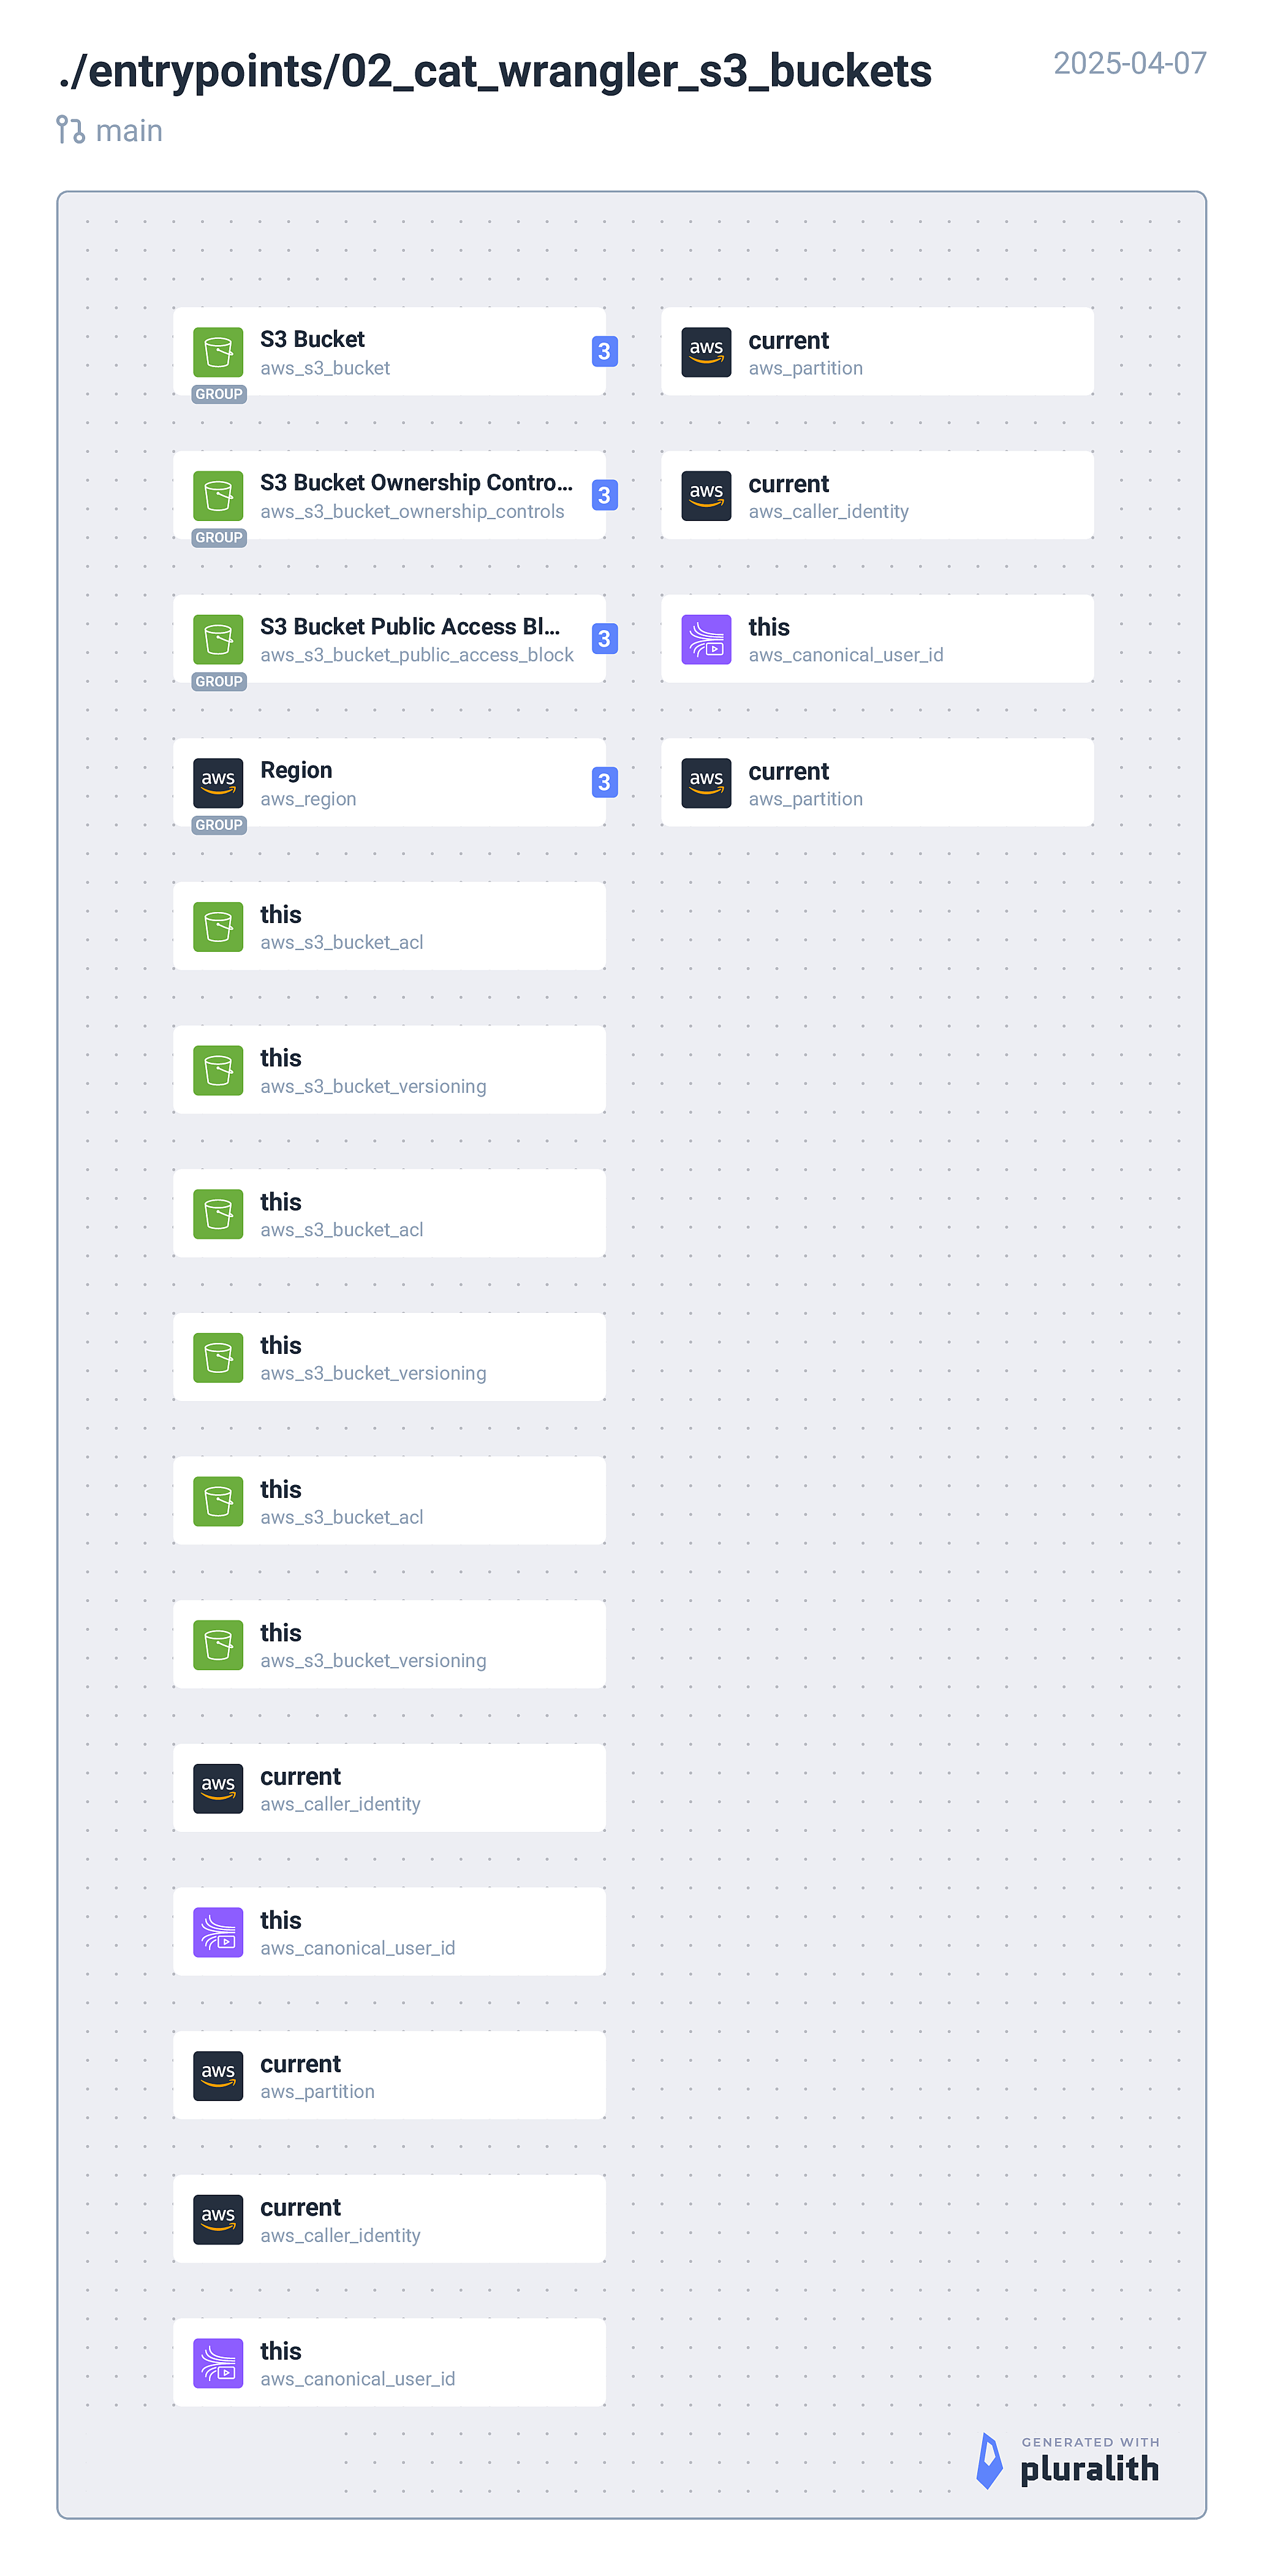 ./entrypoints/02_cat_wrangler_s3_buckets
2025-04-07
main
S3 Bucket
aws_s3_bucket
3
GROUP
current
aws_partition
S3 Bucket Ownership Contro...
aws_s3_bucket_ownership_controls
3
GROUP
current
aws_caller_identity
S3 Bucket Public Access Bl...
aws_s3_bucket_public_access_block
3
GROUP
this
aws_canonical_user_id
aws
Region
aws_region
3
GROUP
aws
current
aws_partition
this
aws_s3_bucket_acl
this
aws_s3_bucket_versioning
this
aws_s3_bucket_acl
this
aws_s3_bucket_versioning
this
aws_s3_bucket_acl
this
aws_s3_bucket_versioning
aws
current
aws_caller_identity
this
aws_canonical_user_id
aws
current
aws_partition
aws
current
aws_caller_identity
this
aws_canonical_user_id
GENERATED WITH
pluralith